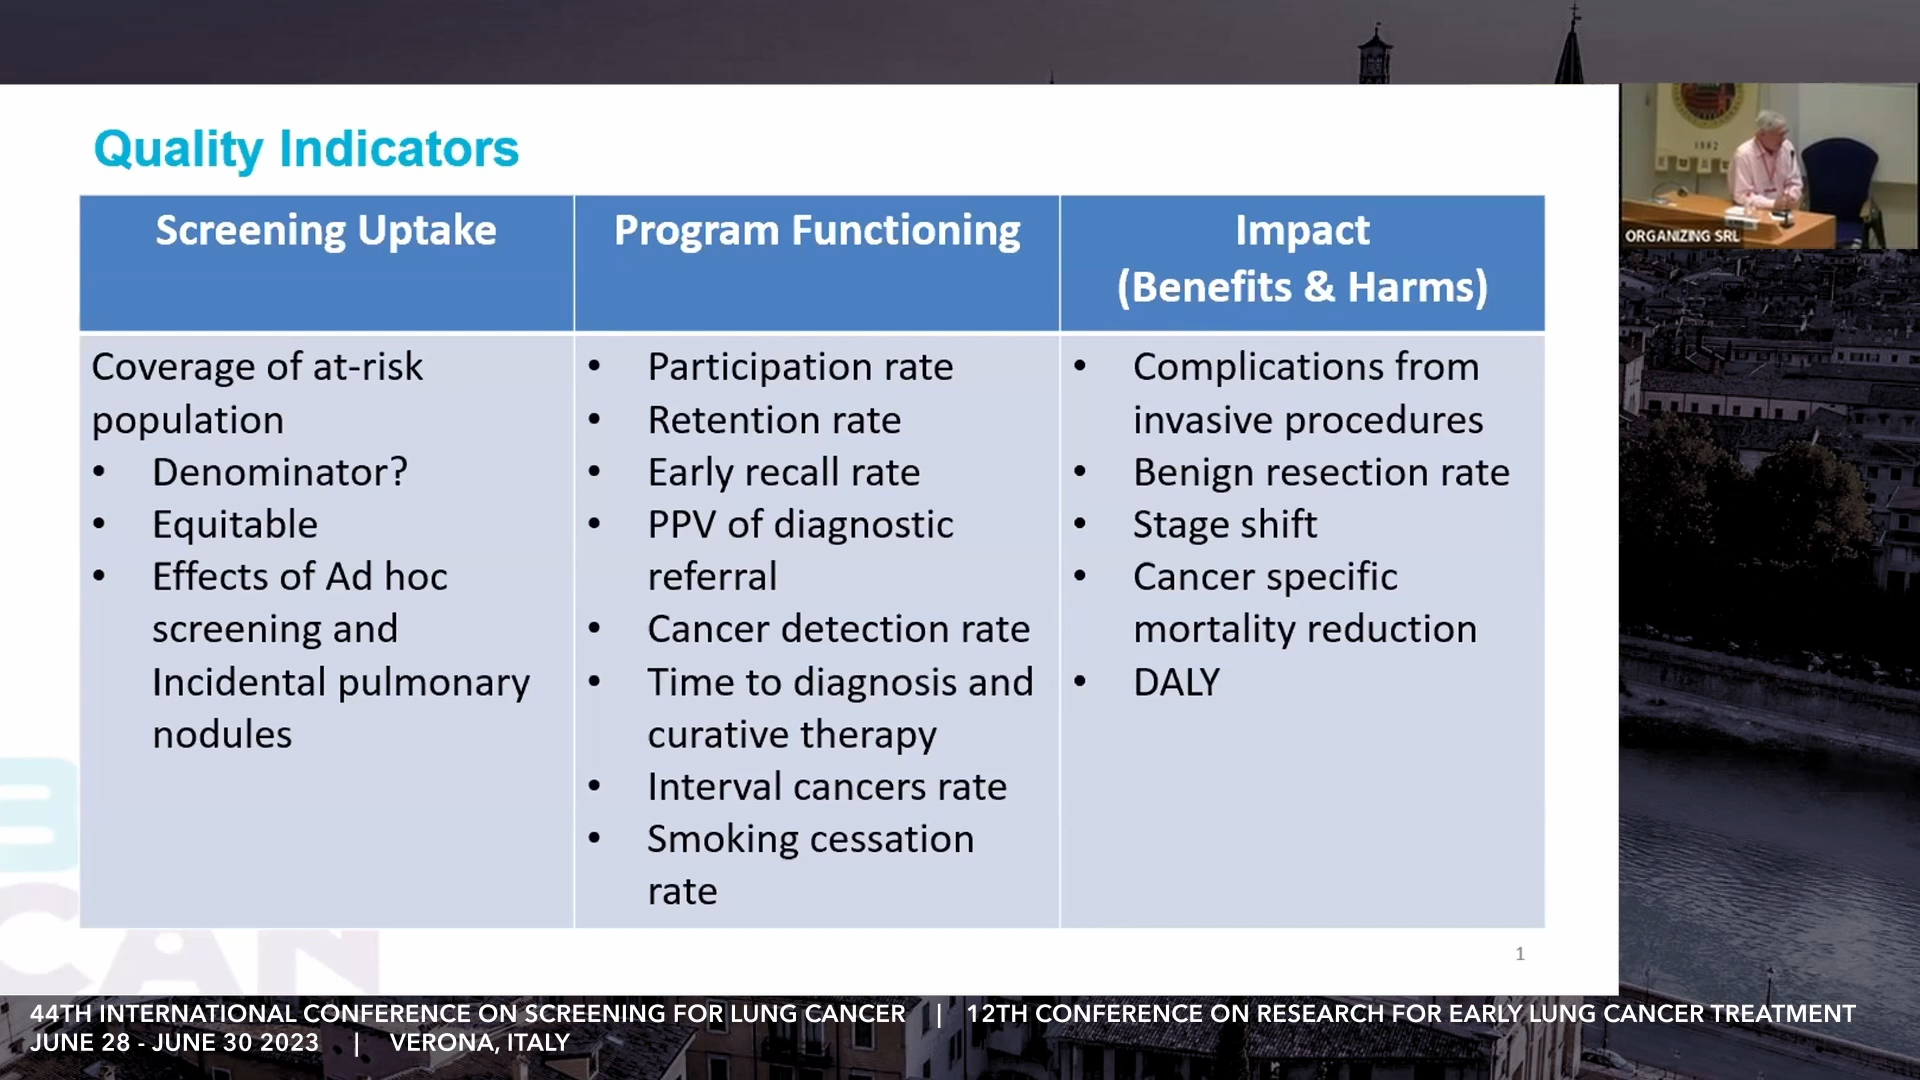 Quality Indicators
Screening Uptake
Program Functioning
Impact
(Benefits & Harms)
Coverage of at-risk
population
• Denominator?
• Equitable
• Effects of Ad hoc
screening and
Incidental pulmonary
nodules
• Participation rate
• Retention rate
• Early recall rate
• PPV of diagnostic
referral
• Cancer detection rate
• Time to diagnosis and
curative therapy
• Interval cancers rate
• Smoking cessation
rate
• Complications from
invasive procedures
• Benign resection rate
• Stage shift
• Cancer specific
mortality reduction
• DALY
1
1982
ORGANIZING SRL
B
CAN
44TH INTERNATIONAL CONFERENCE ON SCREENING FOR LUNG CANCER | 12TH CONFERENCE ON RESEARCH FOR EARLY LUNG CANCER TREATMENT
JUNE 28 - JUNE 30 2023 | VERONA, ITALY